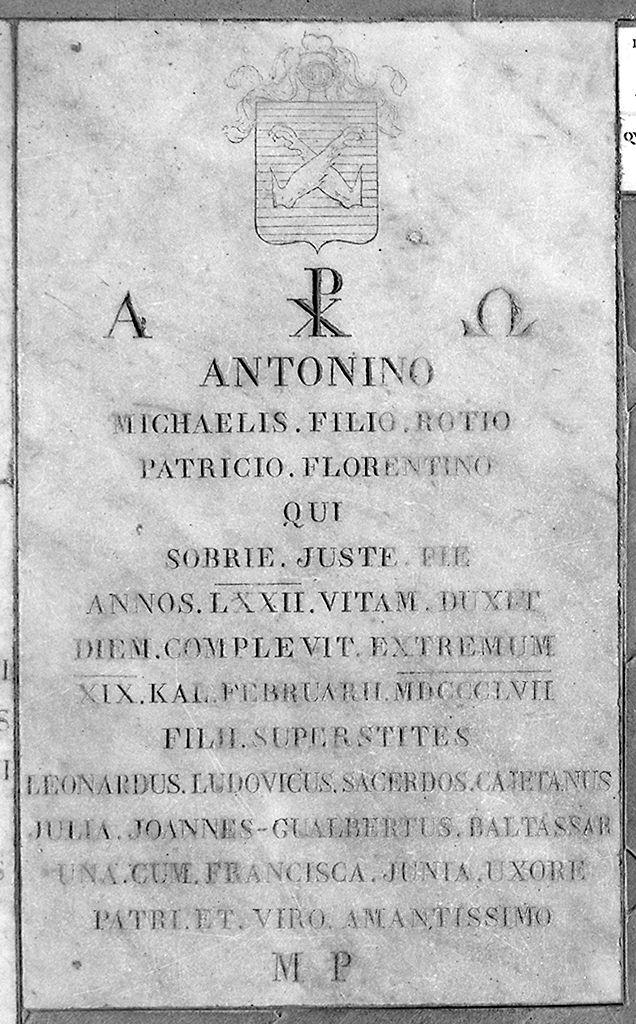 Α ☧ Ω
ANTONINO
MICHAELIS. FILIO. ROTIO
PATRICIO. FLORENTINO
QUI
SOBRIE. JUSTE. PIE
ANNOS. LXXII. VITAM. DUXIT
DIEM. COMPLEVIT. EXTREMUM
XIX. KAL. FEBRUARII. MDCCCLVII
FILII. SUPERSTITES
LEONARDUS. LUDOVICUS. SACERDOS. CAJETANUS
JULIA. JOANNES-GUALBERTUS. BALTASSAR
UNA. CUM. FRANCISCA. JUNIA. UXORE
PATRI. ET. VIRO. AMANTISSIMO
M P